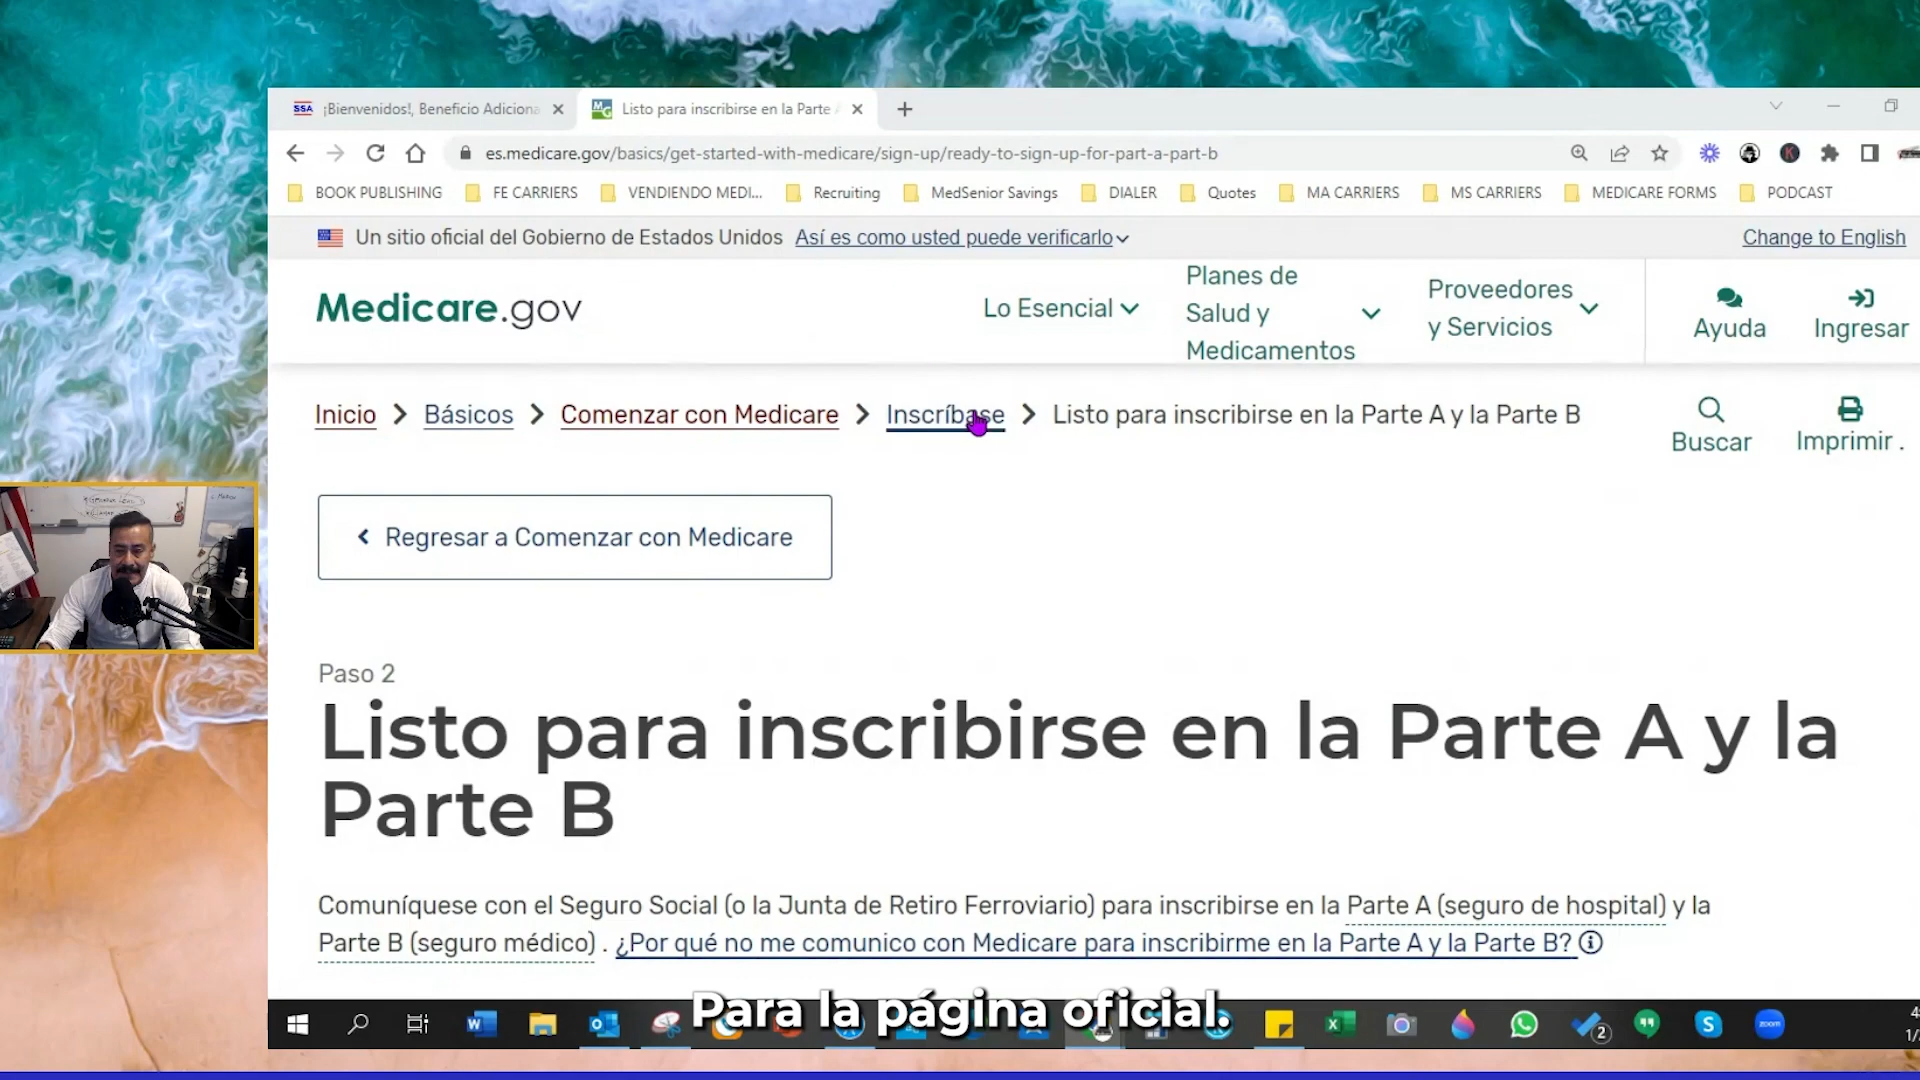 ¡Bienvenidos!, Beneficio Adiciona
Listo para inscribirse en la Parte
es.medicare.gov/basics/get-started-with-medicare/sign-up/ready-to-sign-up-for-part-a-part-b
BOOK PUBLISHING FE CARRIERS VENDIENDO MEDI... Recruiting MedSenior Savings DIALER Quotes MA CARRIERS MS CARRIERS MEDICARE FORMS PODCAST
Un sitio oficial del Gobierno de Estados Unidos Así es como usted puede verificarlo Change to English
Medicare.gov
Lo Esencial
Planes de
Salud y
Medicamentos
Proveedores
y Servicios
Ayuda
Ingresar
Inicio > Básicos > Comenzar con Medicare > Inscríbase > Listo para inscribirse en la Parte A y la Parte B
Buscar
Imprimir .
Regresar a Comenzar con Medicare
Paso 2
Listo para inscribirse en la Parte A y la
Parte B
Comuníquese con el Seguro Social (o la Junta de Retiro Ferroviario) para inscribirse en la Parte A (seguro de hospital) y la
Parte B (seguro médico) . ¿Por qué no me comunico con Medicare para inscribirme en la Parte A y la Parte B?
Para la página oficial.
zoom
2